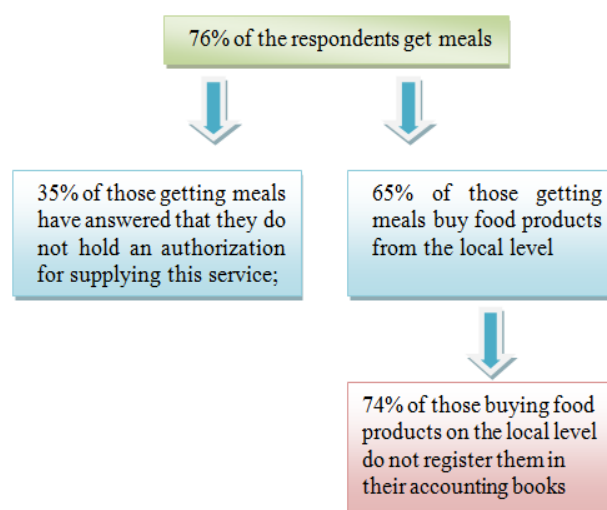 76% of the respondents get meals
35% of those getting meals
have answered that they do
not hold an authorization
for supplying this service;
65% of those getting
meals buy food products
from the local level
74% of those buying food
products on the local level
do not register them in
their accounting books